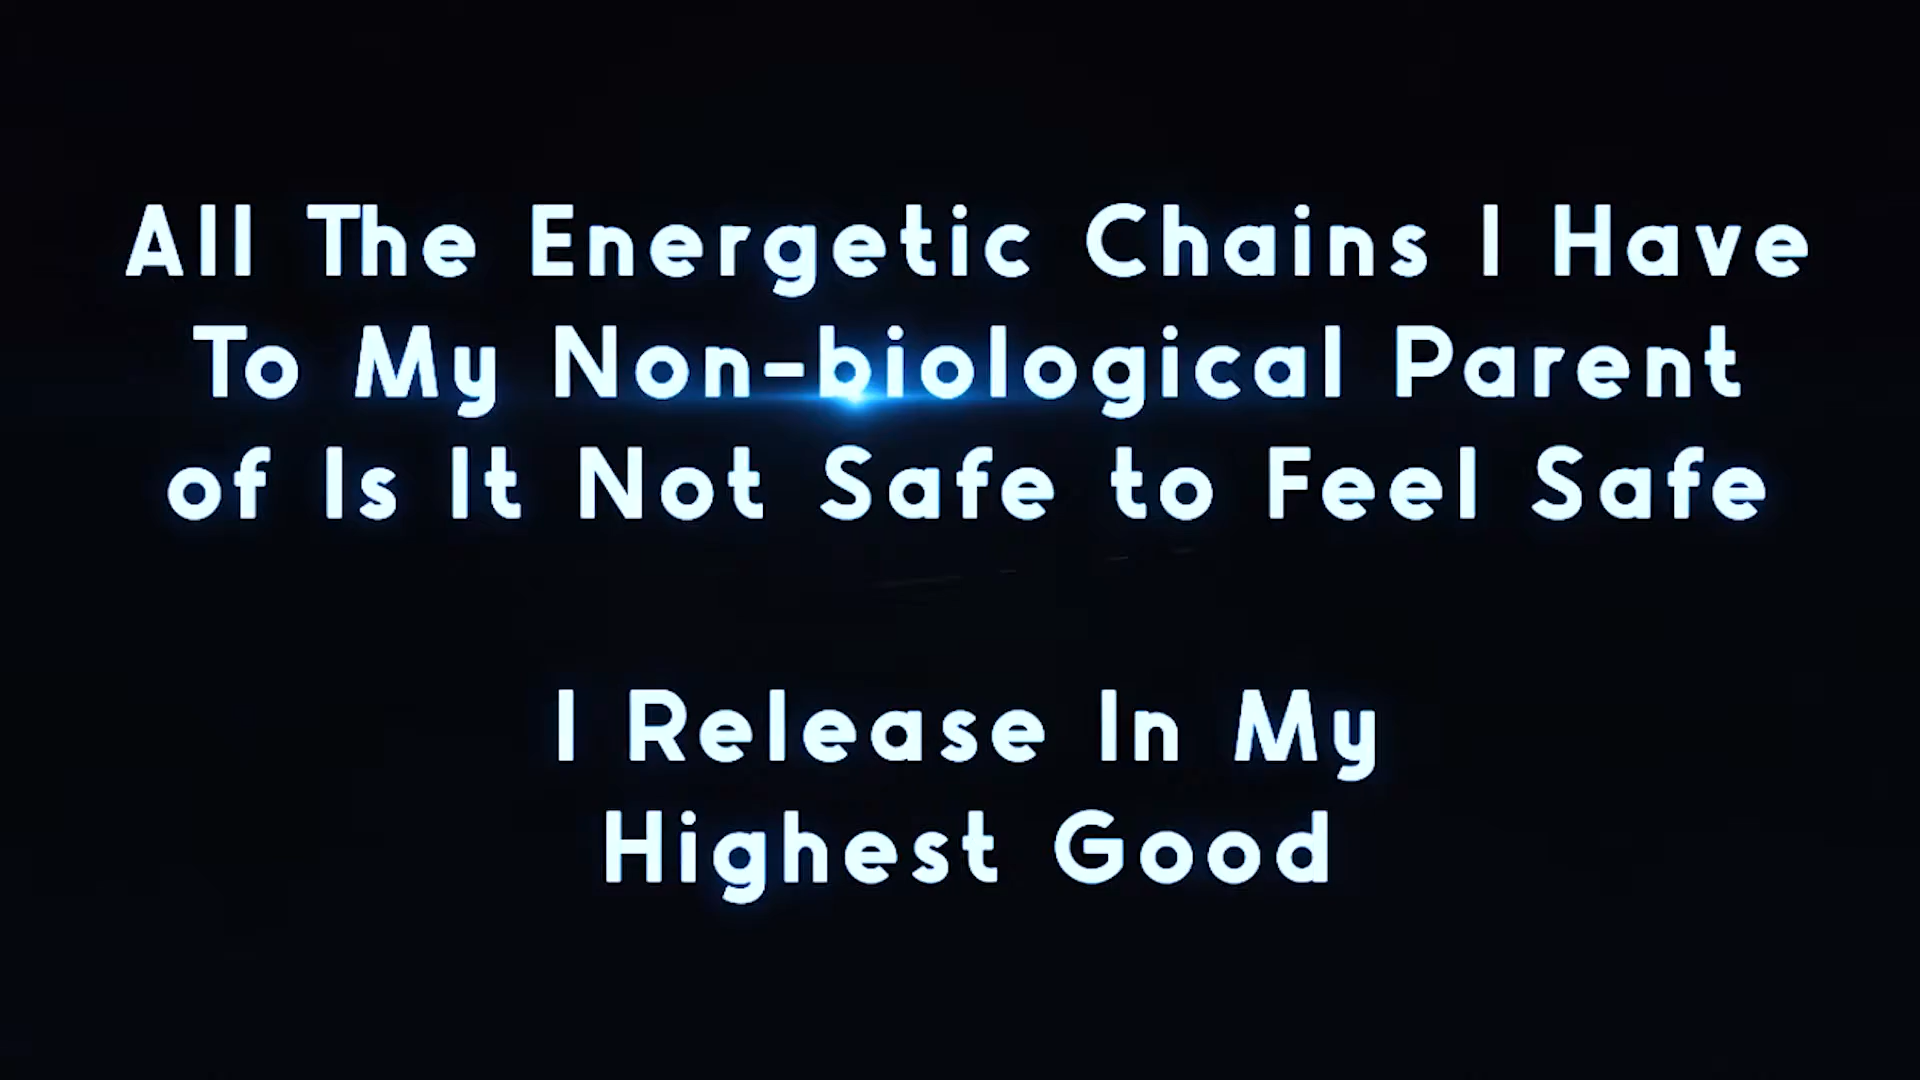 All The Energetic Chains I Have
To My Non-biological Parent
of Is It Not Safe to Feel Safe
I Release In My
Highest Good